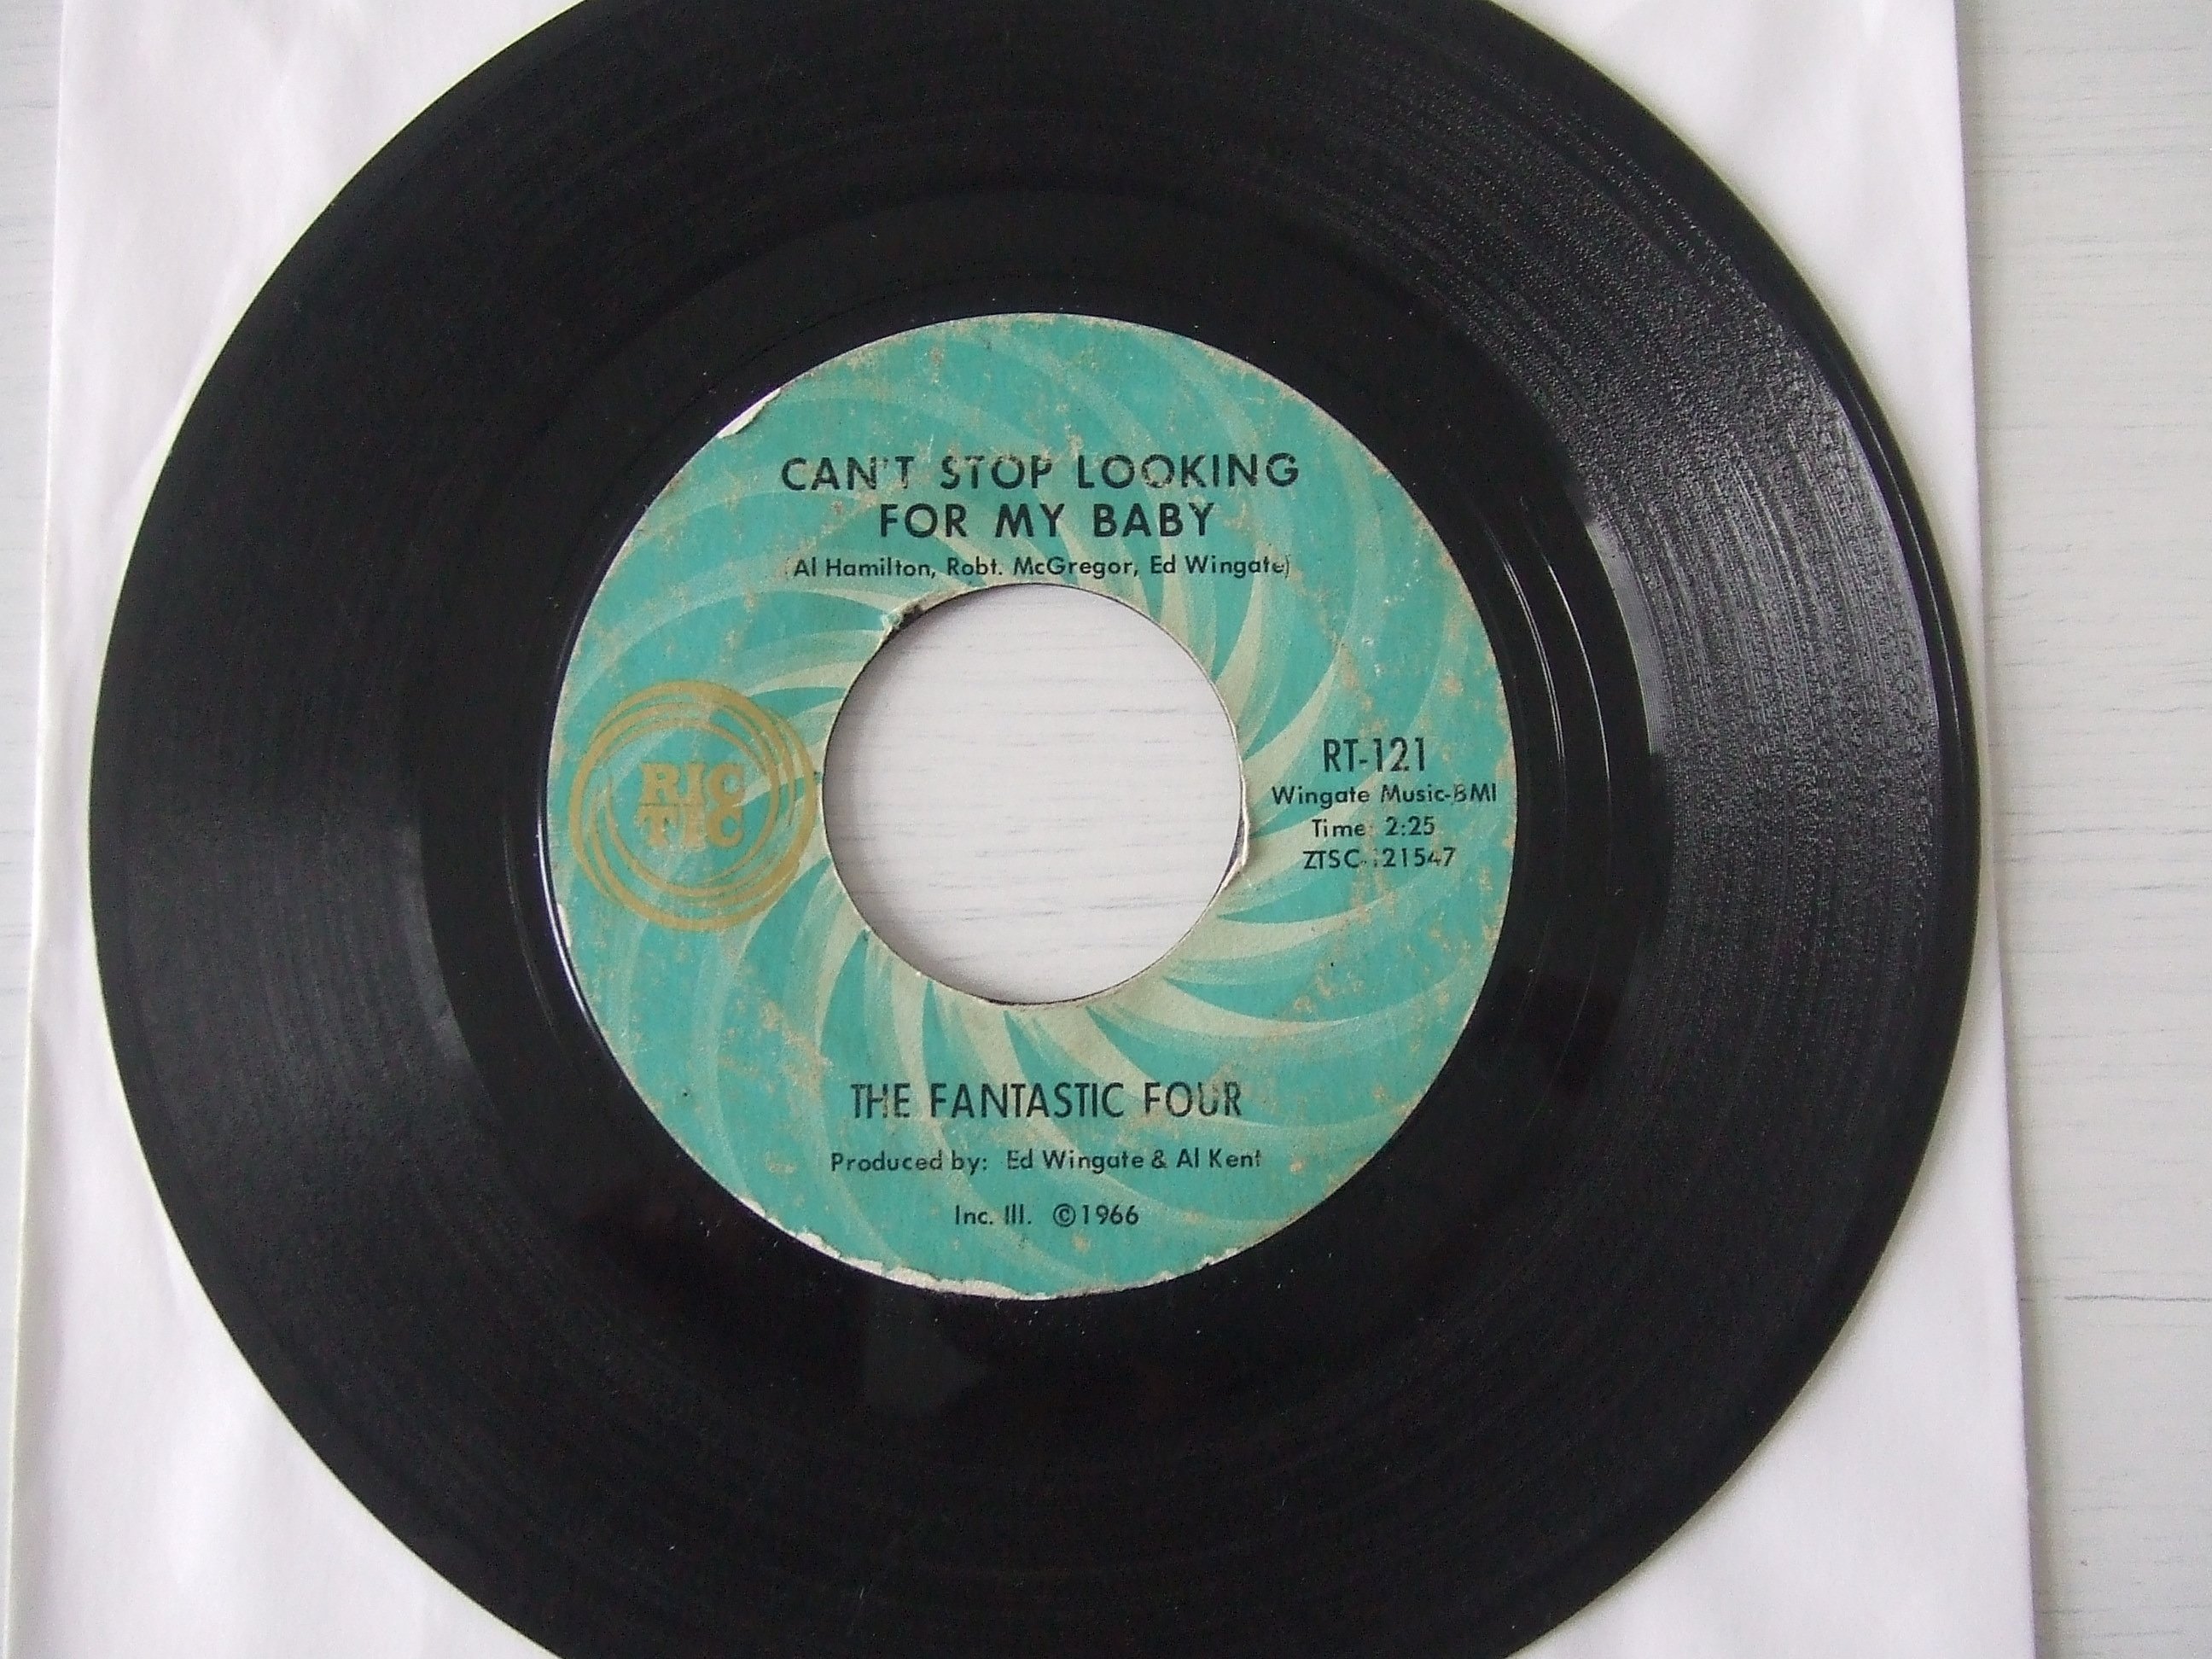 CAN'T STOP LOOKING
FOR MY BABY
(Al Hamilton, Robt. McGregor, Ed Wingate)
RIC
TIC
RT-121
Wingate Music-BMI
Time: 2:25
ZTSC-121547
THE FANTASTIC FOUR
Produced by: Ed Wingate & Al Kent
Inc. Ill. ©1966